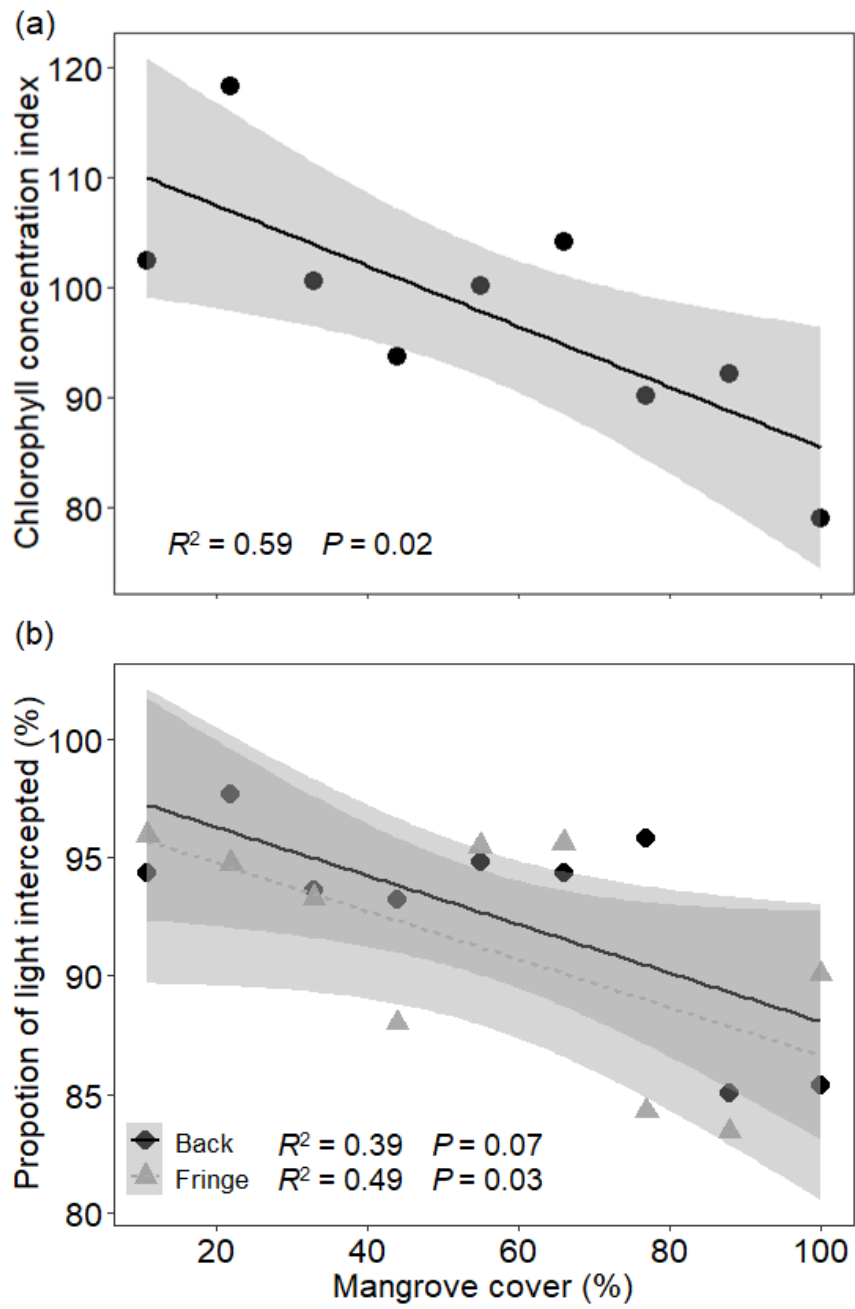 (a)
Chlorophyll concentration index
120
110
100
90
80
R² = 0.59 P = 0.02
(b)
Propotion of light intercepted (%)
100
95
90
85
80
Back R² = 0.39 P = 0.07
Fringe R² = 0.49 P = 0.03
20 40 60 80 100
Mangrove cover (%)